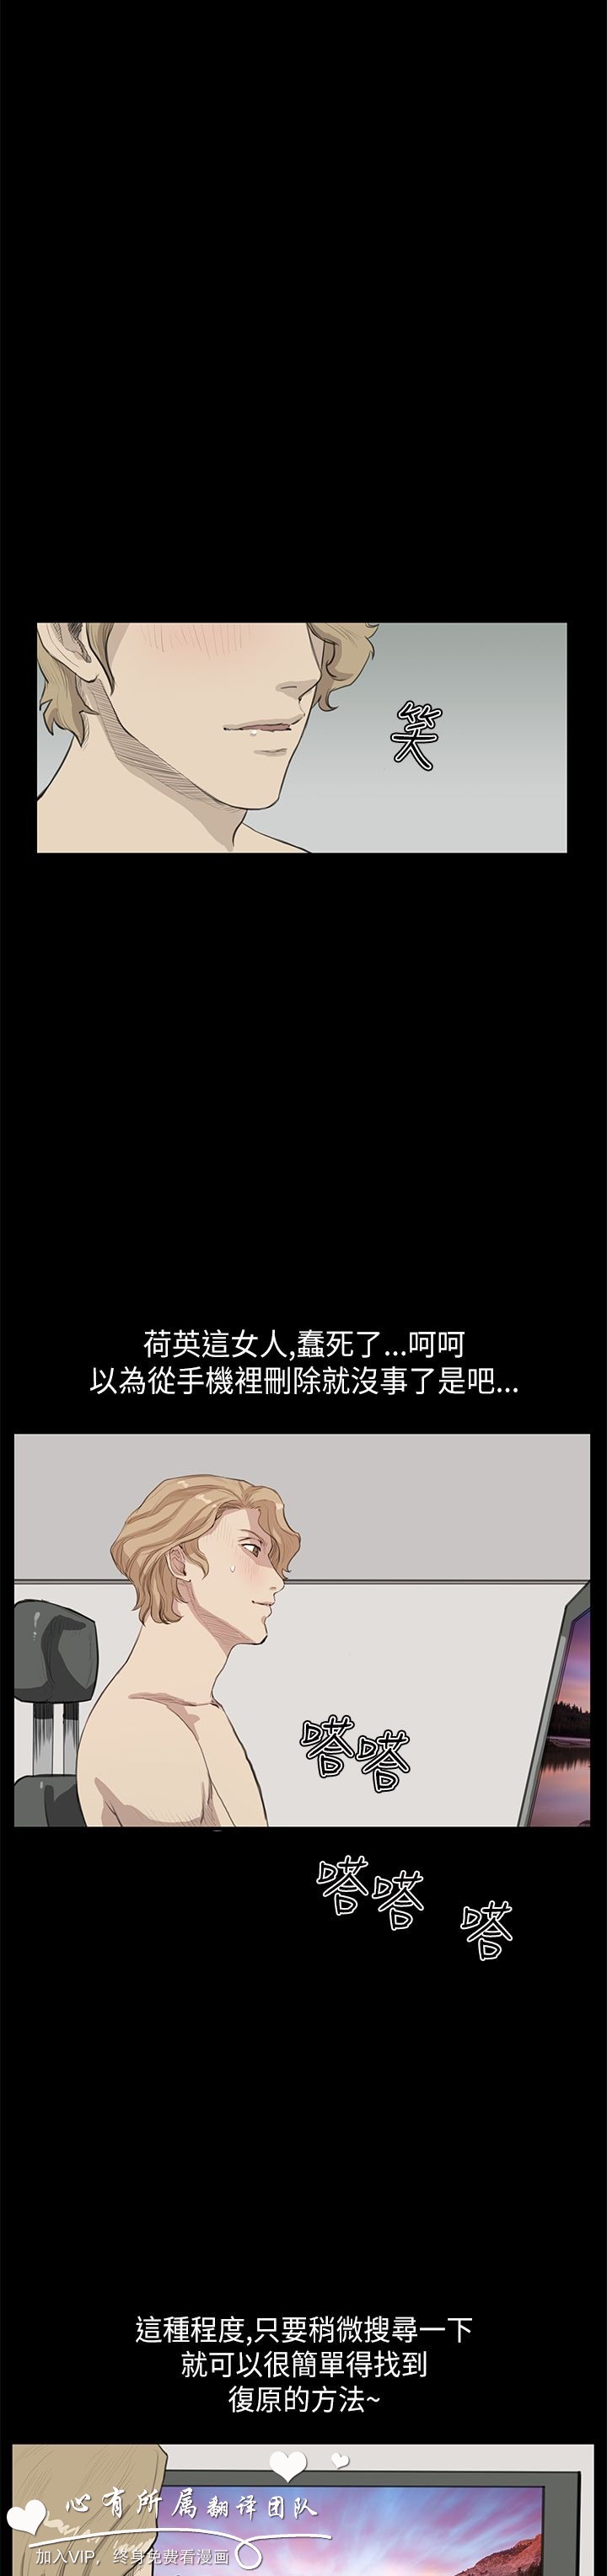 笑
荷英這女人,蠢死了...呵呵
以為從手機裡刪除就沒事了是吧...
嗒嗒
嗒嗒 嗒
這種程度,只要稍微搜尋一下
就可以很簡單得找到
復原的方法~
心有所属翻译团队
加入VIP，终身免费看漫画